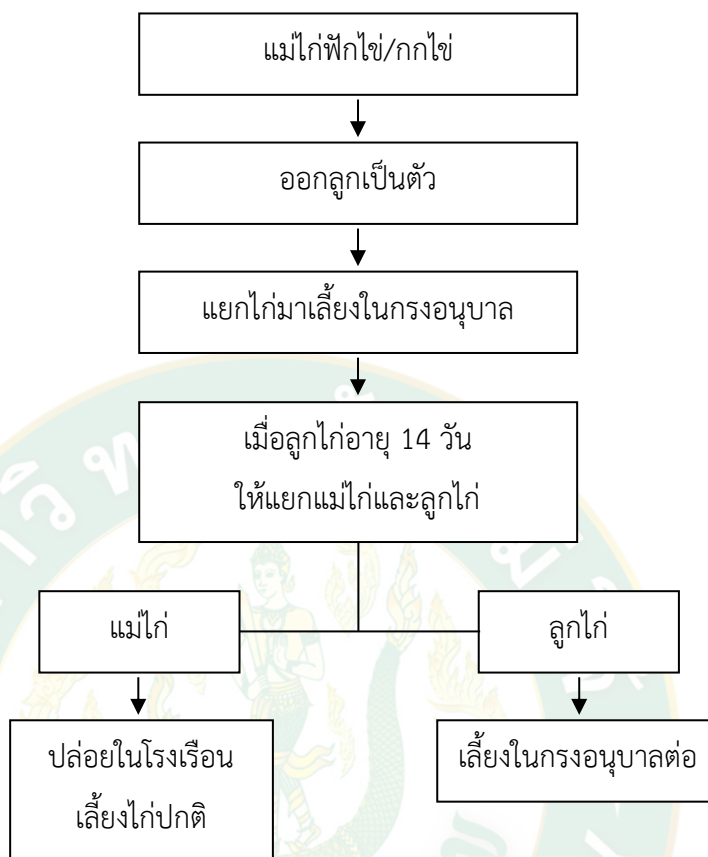 แม่ไก่ฟักไข่/กกไข่
ออกลูกเป็นตัว
แยกไก่มาเลี้ยงในกรงอนุบาล
เมื่อลูกไก่อายุ 14 วัน
ให้แยกแม่ไก่และลูกไก่
แม่ไก่
ลูกไก่
ปล่อยในโรงเรือน
เลี้ยงไก่ปกติ
เลี้ยงในกรงอนุบาลต่อ